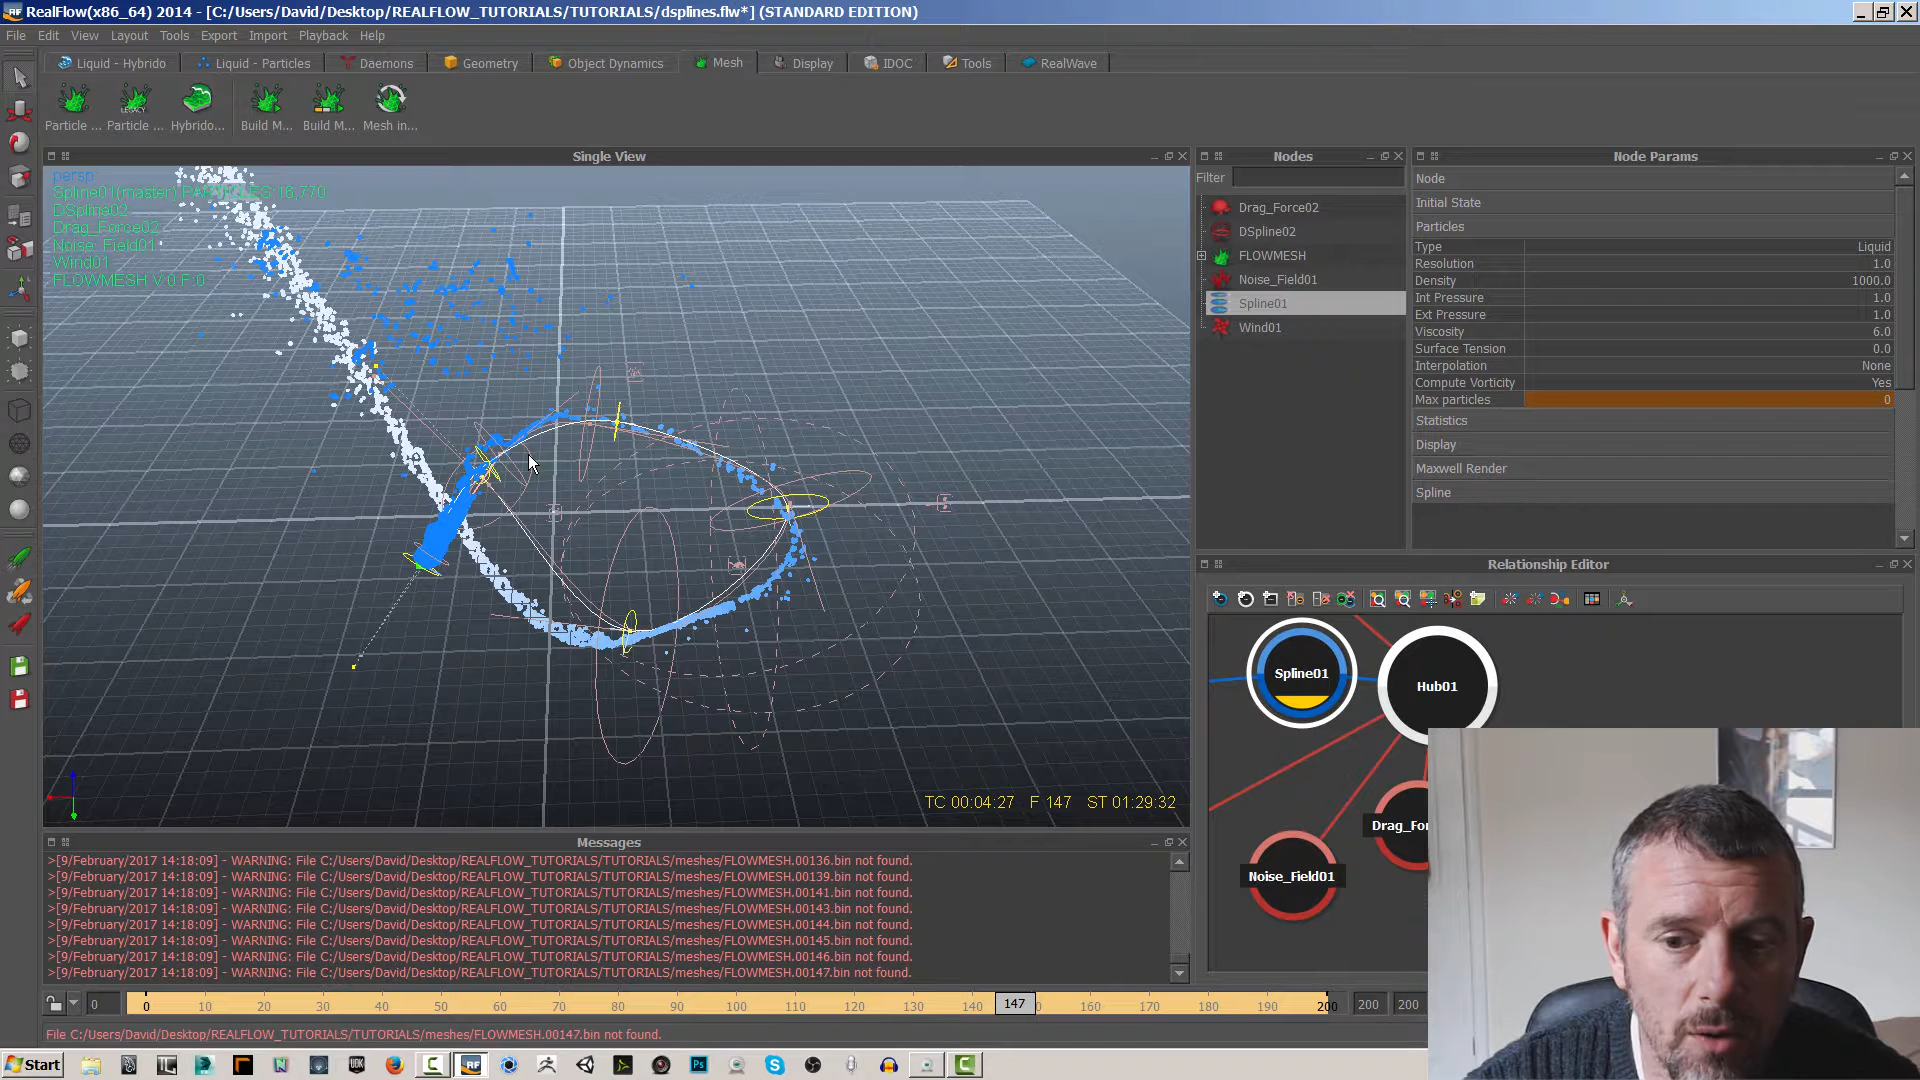 RealFlow(x86_64) 2014 - [C:/Users/David/Desktop/REALFLOW_TUTORIALS/TUTORIALS/dsplines.flw*] (STANDARD EDITION)
File Edit View Layout Tools Export Import Playback Help
Liquid - Hybrido Liquid - Particles Daemons Geometry Object Dynamics Mesh Display IDOC Tools RealWave
Particle ... Particle ... Hybrido... Build M... Build M... Mesh in...
LEGACY
Single View
persp
Spline01(master) PARTICLES:16,770
DSpline02
Drag_Force02
Noise_Field01
Wind01
FLOWMESH V:0 F:0
TC 00:04:27 F 147 ST 01:29:32
Nodes
Filter
Drag_Force02
DSpline02
FLOWMESH
Noise_Field01
Spline01
Wind01
Node Params
Node
Initial State
Particles
Type Liquid
Resolution 1.0
Density 1000.0
Int Pressure 1.0
Ext Pressure 1.0
Viscosity 6.0
Surface Tension 0.0
Interpolation None
Compute Vorticity Yes
Max particles 0
Statistics
Display
Maxwell Render
Spline
Relationship Editor
Spline01
Hub01
Drag_For
Noise_Field01
Messages
>[9/February/2017 14:18:09] - WARNING: File C:/Users/David/Desktop/REALFLOW_TUTORIALS/TUTORIALS/meshes/FLOWMESH.00136.bin not found.
>[9/February/2017 14:18:09] - WARNING: File C:/Users/David/Desktop/REALFLOW_TUTORIALS/TUTORIALS/meshes/FLOWMESH.00139.bin not found.
>[9/February/2017 14:18:09] - WARNING: File C:/Users/David/Desktop/REALFLOW_TUTORIALS/TUTORIALS/meshes/FLOWMESH.00141.bin not found.
>[9/February/2017 14:18:09] - WARNING: File C:/Users/David/Desktop/REALFLOW_TUTORIALS/TUTORIALS/meshes/FLOWMESH.00143.bin not found.
>[9/February/2017 14:18:09] - WARNING: File C:/Users/David/Desktop/REALFLOW_TUTORIALS/TUTORIALS/meshes/FLOWMESH.00144.bin not found.
>[9/February/2017 14:18:09] - WARNING: File C:/Users/David/Desktop/REALFLOW_TUTORIALS/TUTORIALS/meshes/FLOWMESH.00145.bin not found.
>[9/February/2017 14:18:09] - WARNING: File C:/Users/David/Desktop/REALFLOW_TUTORIALS/TUTORIALS/meshes/FLOWMESH.00146.bin not found.
>[9/February/2017 14:18:09] - WARNING: File C:/Users/David/Desktop/REALFLOW_TUTORIALS/TUTORIALS/meshes/FLOWMESH.00147.bin not found.
0 0 10 20 30 40 50 60 70 80 90 100 110 120 130 140 147 0 160 170 180 190 200 200 200
File C:/Users/David/Desktop/REALFLOW_TUTORIALS/TUTORIALS/meshes/FLOWMESH.00147.bin not found.
Start